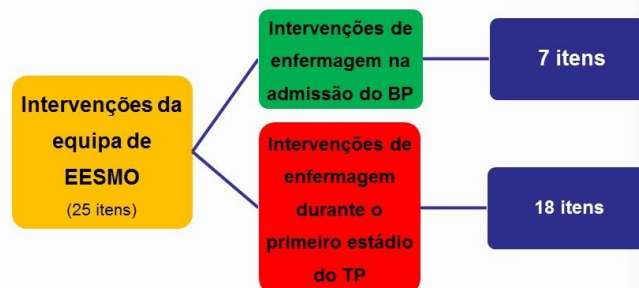 Intervenções da
equipa de
EESMO
(25 itens)
Intervenções de
enfermagem na
admissão do BP
7 itens
Intervenções de
enfermagem
durante o
primeiro estádio
do TP
18 itens